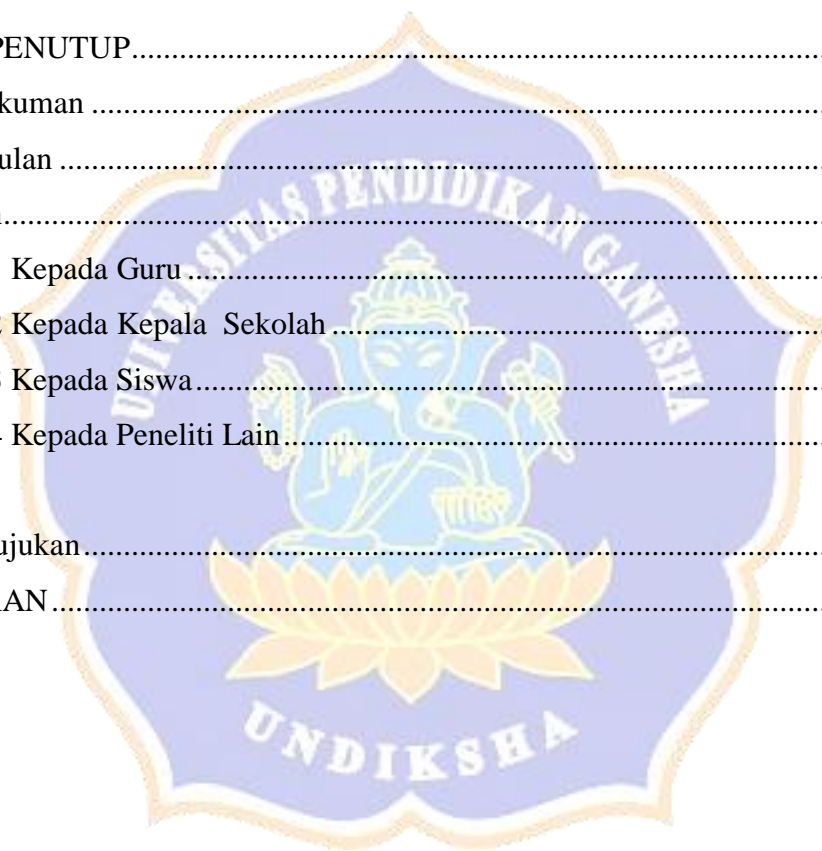 PENUTUP
kuman
ulan
Kepada Guru
Kepada Kepala Sekolah
Kepada Siswa
Kepada Peneliti Lain
ujukan
AN
UNIVERSITAS PENDIDIKAN GANESHA
UNDIKSHA